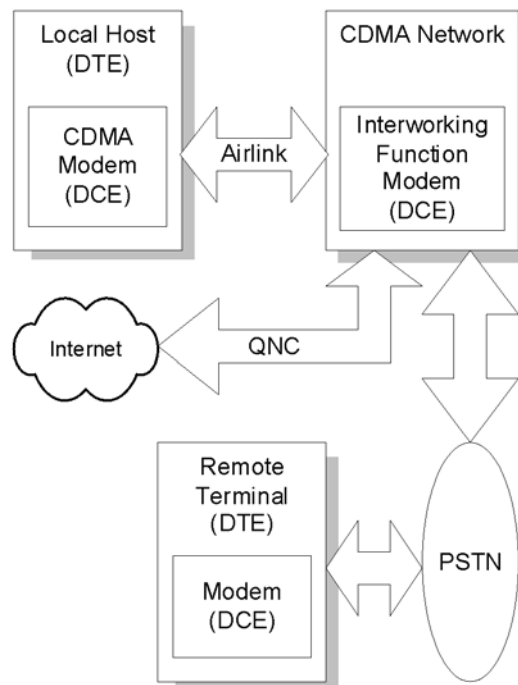 Local Host
(DTE)
CDMA
Modem
(DCE)
Airlink
CDMA Network
Interworking
Function
Modem
(DCE)
Internet
QNC
Remote
Terminal
(DTE)
Modem
(DCE)
PSTN